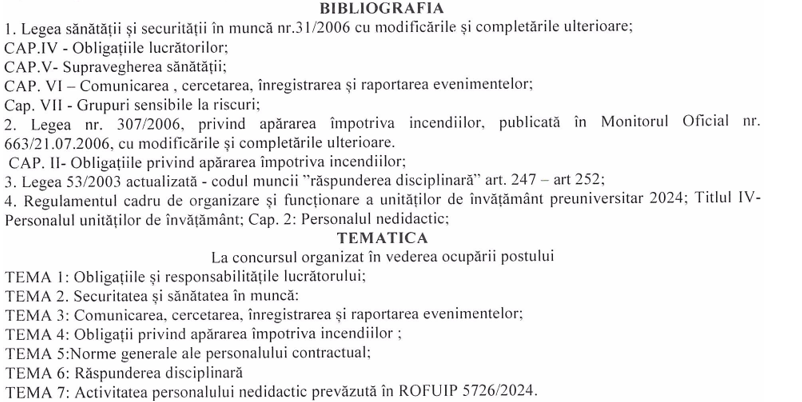 BIBLIOGRAFIA
1. Legea sănătății și securității în muncă nr.31/2006 cu modificările și completările ulterioare;
CAP.IV - Obligațiile lucrătorilor;
CAP.V- Supravegherea sănătății;
CAP. VI – Comunicarea , cercetarea, înregistrarea și raportarea evenimentelor;
Cap. VII - Grupuri sensibile la riscuri;
2. Legea nr. 307/2006, privind apărarea împotriva incendiilor, publicată în Monitorul Oficial nr.
663/21.07.2006, cu modificările și completările ulterioare.
CAP. II- Obligațiile privind apărarea împotriva incendiilor;
3. Legea 53/2003 actualizată - codul muncii ”răspunderea disciplinară” art. 247 – art 252;
4. Regulamentul cadru de organizare și funcționare a unităților de învățământ preuniversitar 2024; Titlul IV-
Personalul unităților de învățământ; Cap. 2: Personalul nedidactic;
TEMATICA
La concursul organizat în vederea ocupării postului
TEMA 1: Obligațiile și responsabilitățile lucrătorului;
TEMA 2. Securitatea și sănătatea în muncă:
TEMA 3: Comunicarea, cercetarea, înregistrarea și raportarea evenimentelor;
TEMA 4: Obligații privind apărarea împotriva incendiilor ;
TEMA 5:Norme generale ale personalului contractual;
TEMA 6: Răspunderea disciplinară
TEMA 7: Activitatea personalului nedidactic prevăzută în ROFUIP 5726/2024.